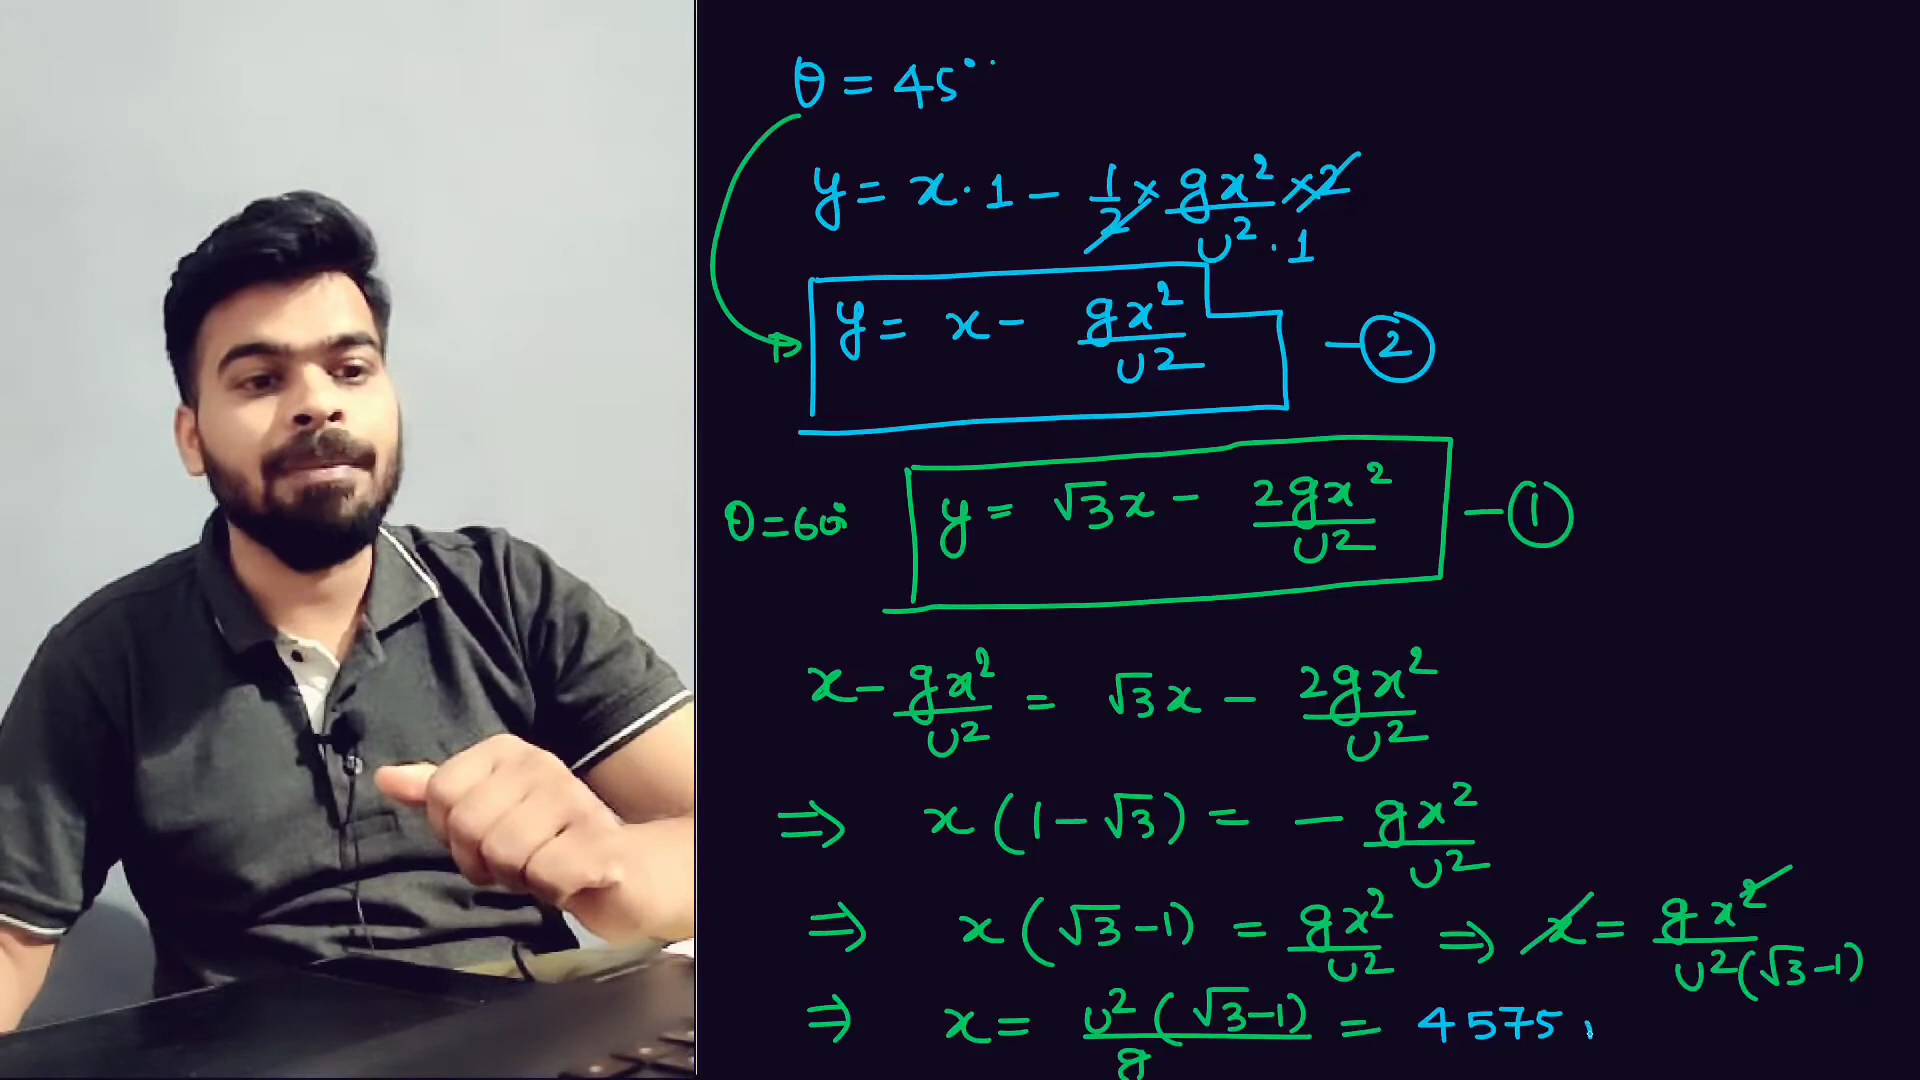 θ = 45°
y = x · 1 − 1/2 × gx²/u² · 1 × 2
y = x − gx²/u² — ②
θ = 60° y = √3x − 2gx²/u² — ①
x − gx²/u² = √3x − 2gx²/u²
⇒ x(1 − √3) = − gx²/u²
⇒ x(√3 − 1) = gx²/u² ⇒ x = gx²/u²(√3 − 1)
⇒ x = u²(√3 − 1)/g = 4575